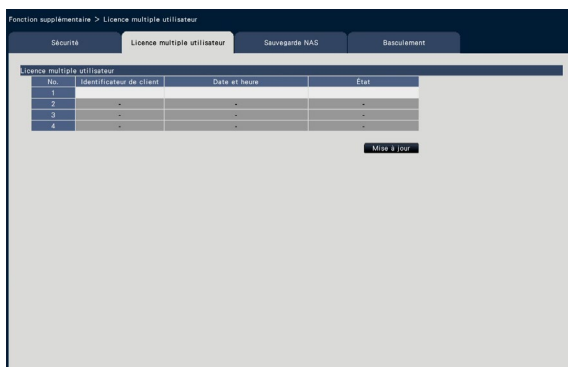 Fonction supplémentaire > Licence multiple utilisateur
Sécurité Licence multiple utilisateur Sauvegarde NAS Basculement
Licence multiple utilisateur
No. Identificateur de client Date et heure État
1
2 - - -
3 - - -
4 - - -
Mise à jour